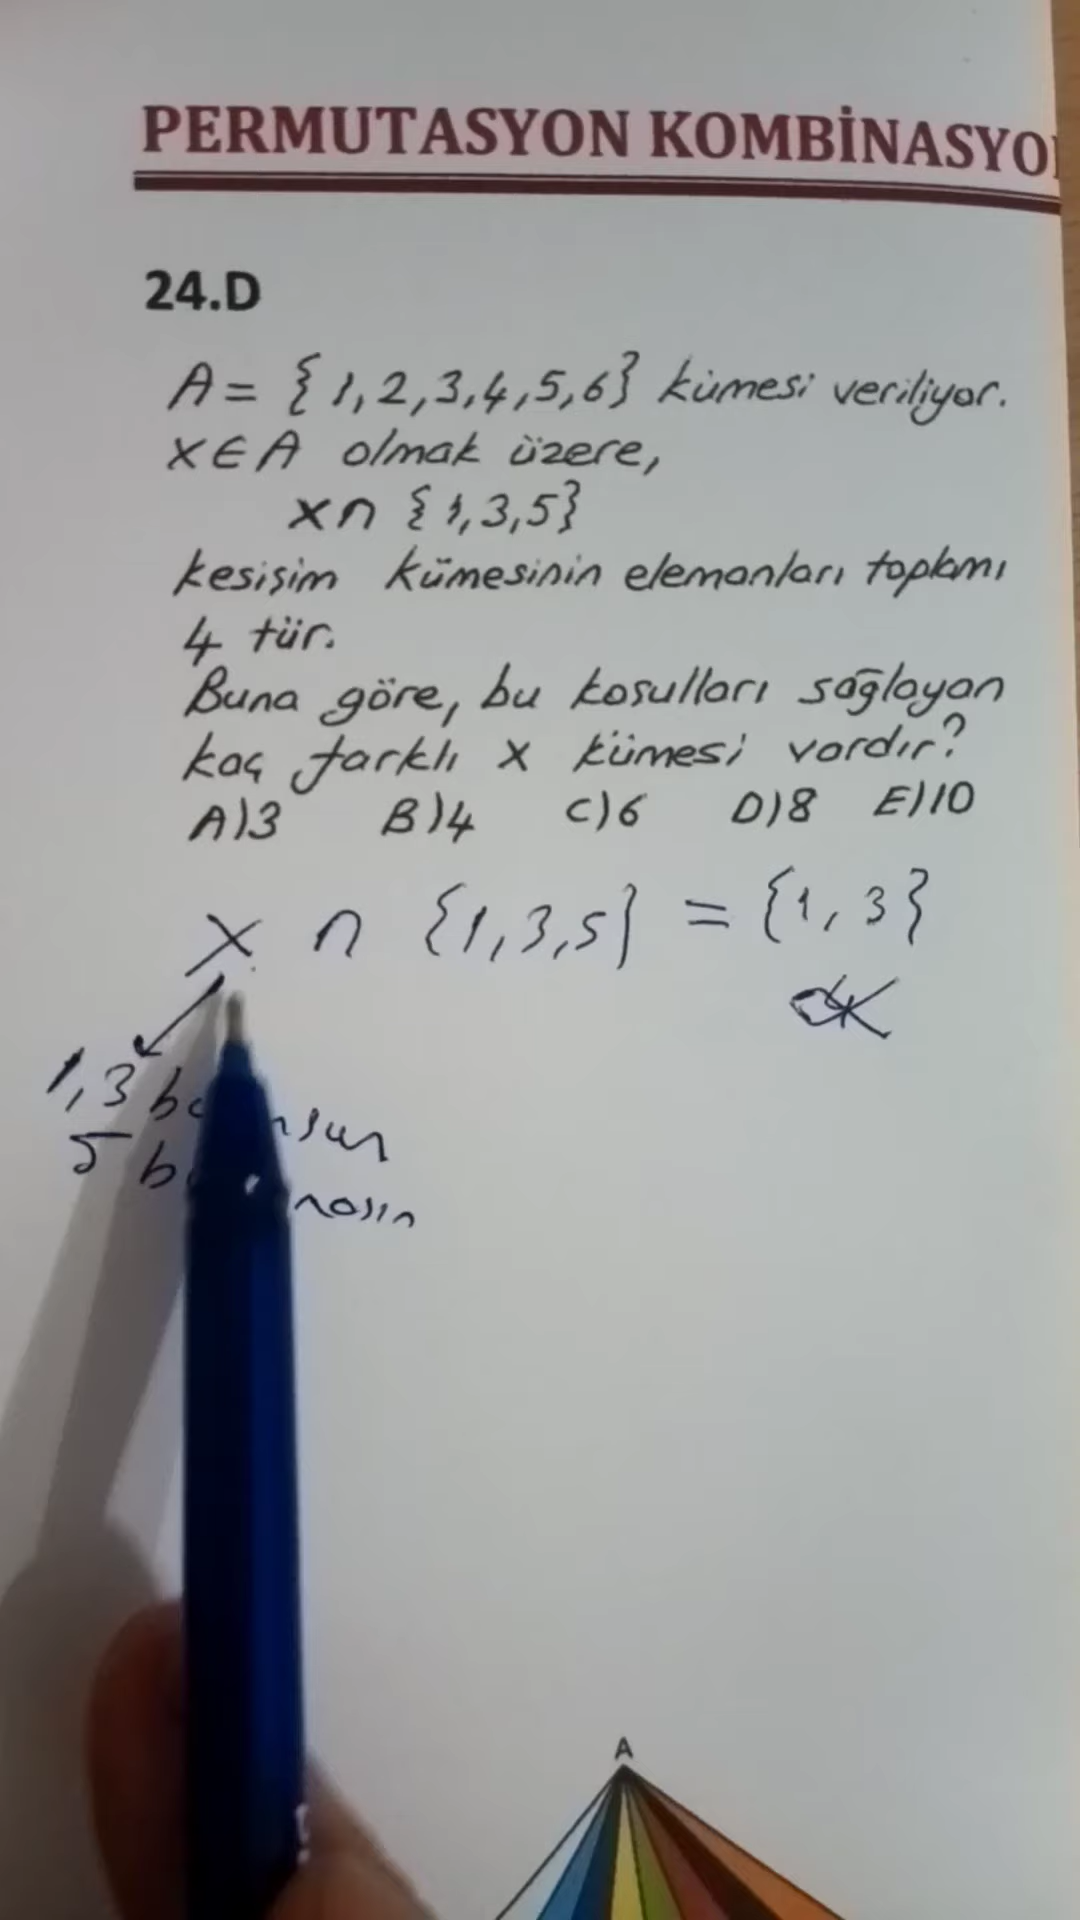 PERMUTASYON KOMBİNASYO
24.D
A = {1,2,3,4,5,6} kümesi veriliyor.
X∈A olmak üzere,
X∩ {1,3,5}
kesişim kümesinin elemanları toplamı
4 tür.
Buna göre, bu koşulları sağlayan
kaç farklı X kümesi vardır?
A)3 B)4 C)6 D)8 E)10
X ∩ {1,3,5} = {1,3}
1,3
5
A